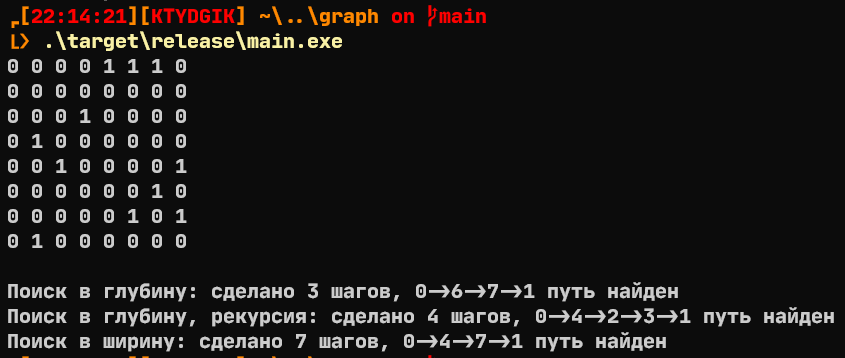 [22:14:21][KTYDGIK] ~\..\graph on main
.\target\release\main.exe
0 0 0 0 1 1 1 0
0 0 0 0 0 0 0 0
0 0 0 1 0 0 0 0
0 1 0 0 0 0 0 0
0 0 1 0 0 0 0 1
0 0 0 0 0 0 1 0
0 0 0 0 0 1 0 1
0 1 0 0 0 0 0 0
Поиск в глубину: сделано 3 шагов, 0->6->7->1 путь найден
Поиск в глубину, рекурсия: сделано 4 шагов, 0->4->2->3->1 путь найден
Поиск в ширину: сделано 7 шагов, 0->4->7->1 путь найден